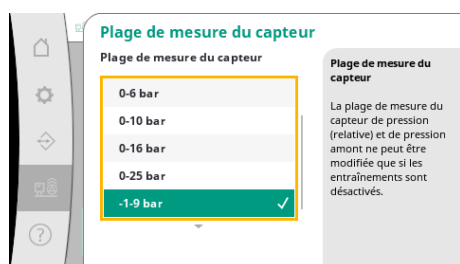 Plage de mesure du capteur
Plage de mesure du capteur
0-6 bar
0-10 bar
0-16 bar
0-25 bar
-1-9 bar
Plage de mesure du
capteur
La plage de mesure du
capteur de pression
(relative) et de pression
amont ne peut être
modifiée que si les
entraînements sont
désactivés.
?